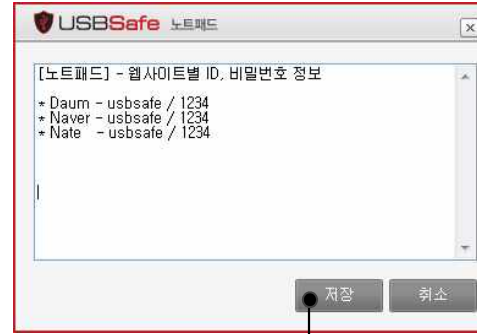 USBSafe 노트패드
[노트패드] - 웹사이트별 ID, 비밀번호 정보
* Daum - usbsafe / 1234
* Naver - usbsafe / 1234
* Nate - usbsafe / 1234
저장 취소